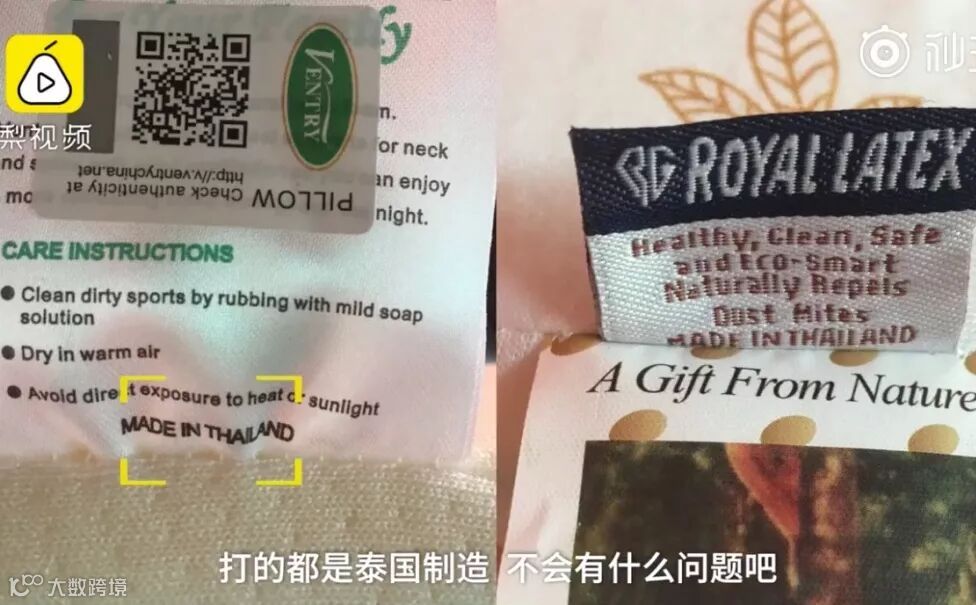 梨视频
VENTRY
PILLOW
Check authenticity at
http://v.ventrychina.net
n.
or neck
and s
an enjoy
mo
night.
CARE INSTRUCTIONS
● Clean dirty sports by rubbing with mild soap
solution
● Dry in warm air
● Avoid direct exposure to heat or sunlight
MADE IN THAILAND
秒
ROYAL LATEX
Healthy, Clean, Safe
and Eco-Smart
Naturally Repels
Dust Mites
MADE IN THAILAND
A Gift From Nature
打的都是泰国制造 不会有什么问题吧
大数跨境